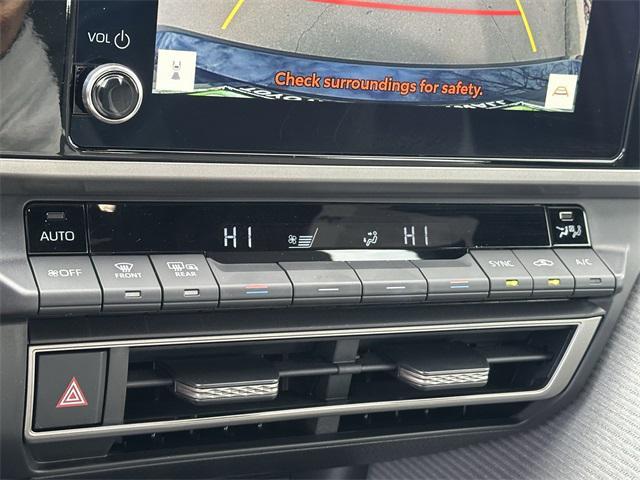 VOL
Check surroundings for safety.
HI HI
AUTO
OFF FRONT REAR SYNC A/C